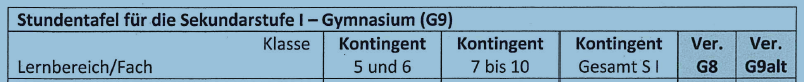 Stundentafel für die Sekundarstufe I – Gymnasium (G9)
Klasse Kontingent Kontingent Kontingent Ver. Ver.
Lernbereich/Fach 5 und 6 7 bis 10 Gesamt S I G8 G9alt